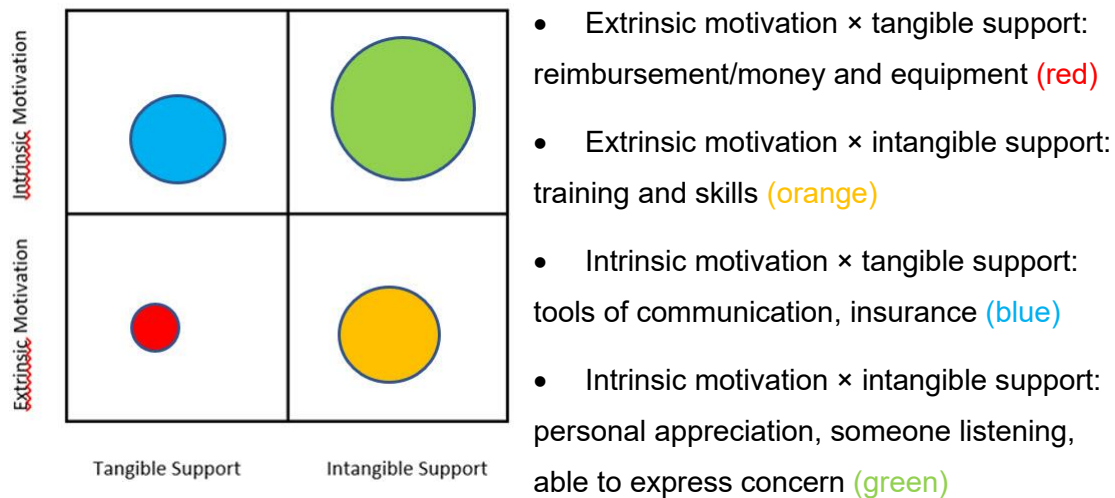 Intrinsic Motivation
Extrinsic Motivation
Tangible Support
Intangible Support
• Extrinsic motivation × tangible support:
reimbursement/money and equipment (red)
• Extrinsic motivation × intangible support:
training and skills (orange)
• Intrinsic motivation × tangible support:
tools of communication, insurance (blue)
• Intrinsic motivation × intangible support:
personal appreciation, someone listening,
able to express concern (green)